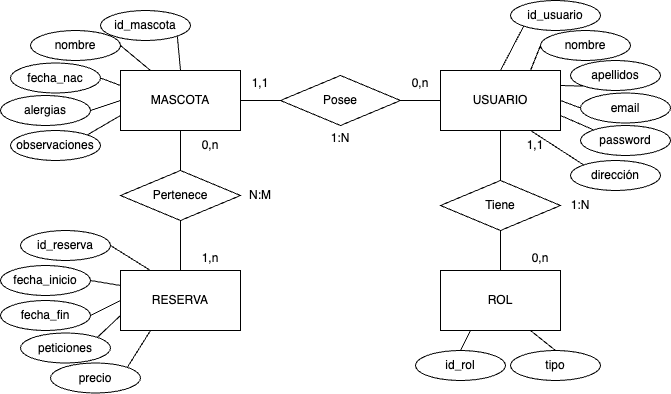 id_mascota
id_usuario
nombre
nombre
fecha_nac
apellidos
MASCOTA
1,1
Posee
0,n
USUARIO
alergias
email
1:N
password
observaciones
0,n
1,1
dirección
Pertenece
N:M
Tiene
1:N
id_reserva
1,n
0,n
fecha_inicio
RESERVA
ROL
fecha_fin
peticiones
id_rol
tipo
precio